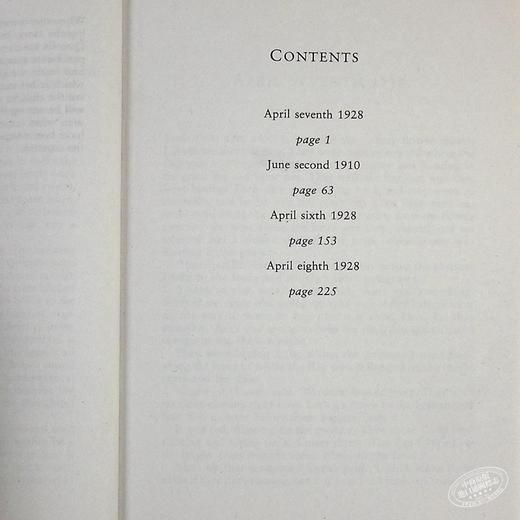 CONTENTS
April seventh 1928
page 1
June second 1910
page 63
April sixth 1928
page 153
April eighth 1928
page 225